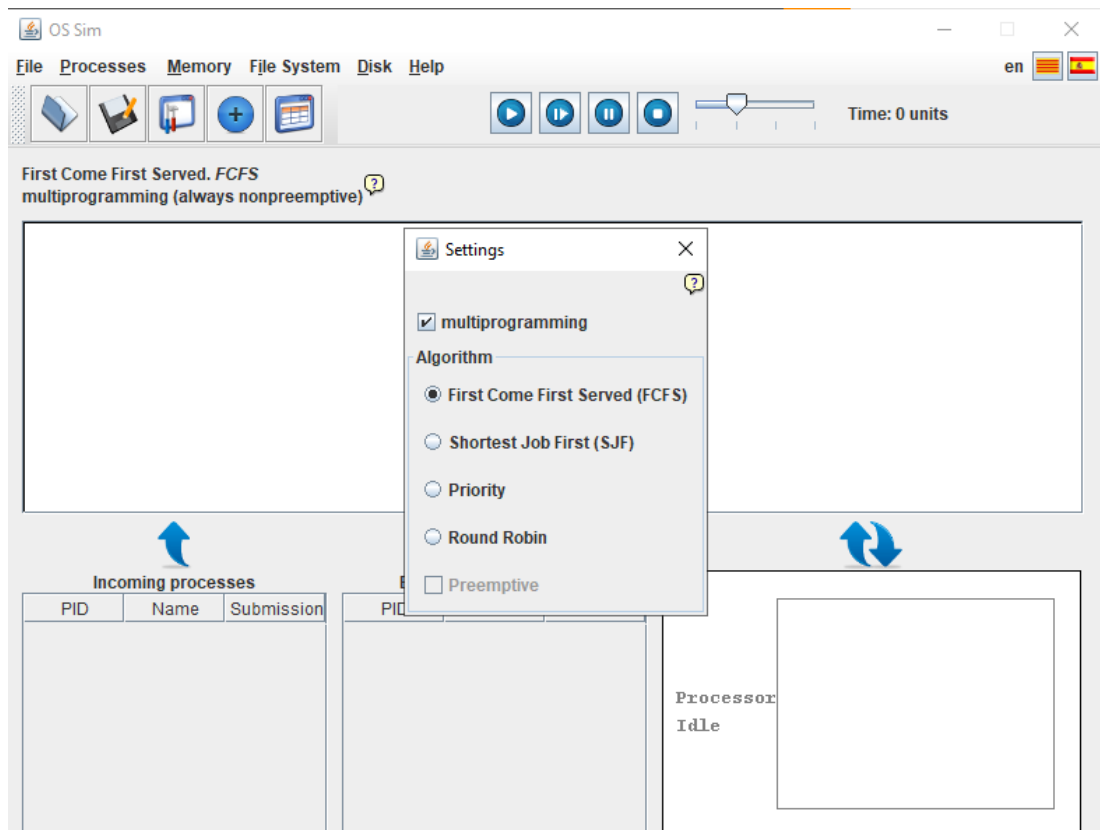 OS Sim
File Processes Memory File System Disk Help
en
Time: 0 units
First Come First Served. FCFS
multiprogramming (always nonpreemptive)
Settings
multiprogramming
Algorithm
First Come First Served (FCFS)
Shortest Job First (SJF)
Priority
Round Robin
Preemptive
Incoming processes
PID Name Submission
Processor
Idle